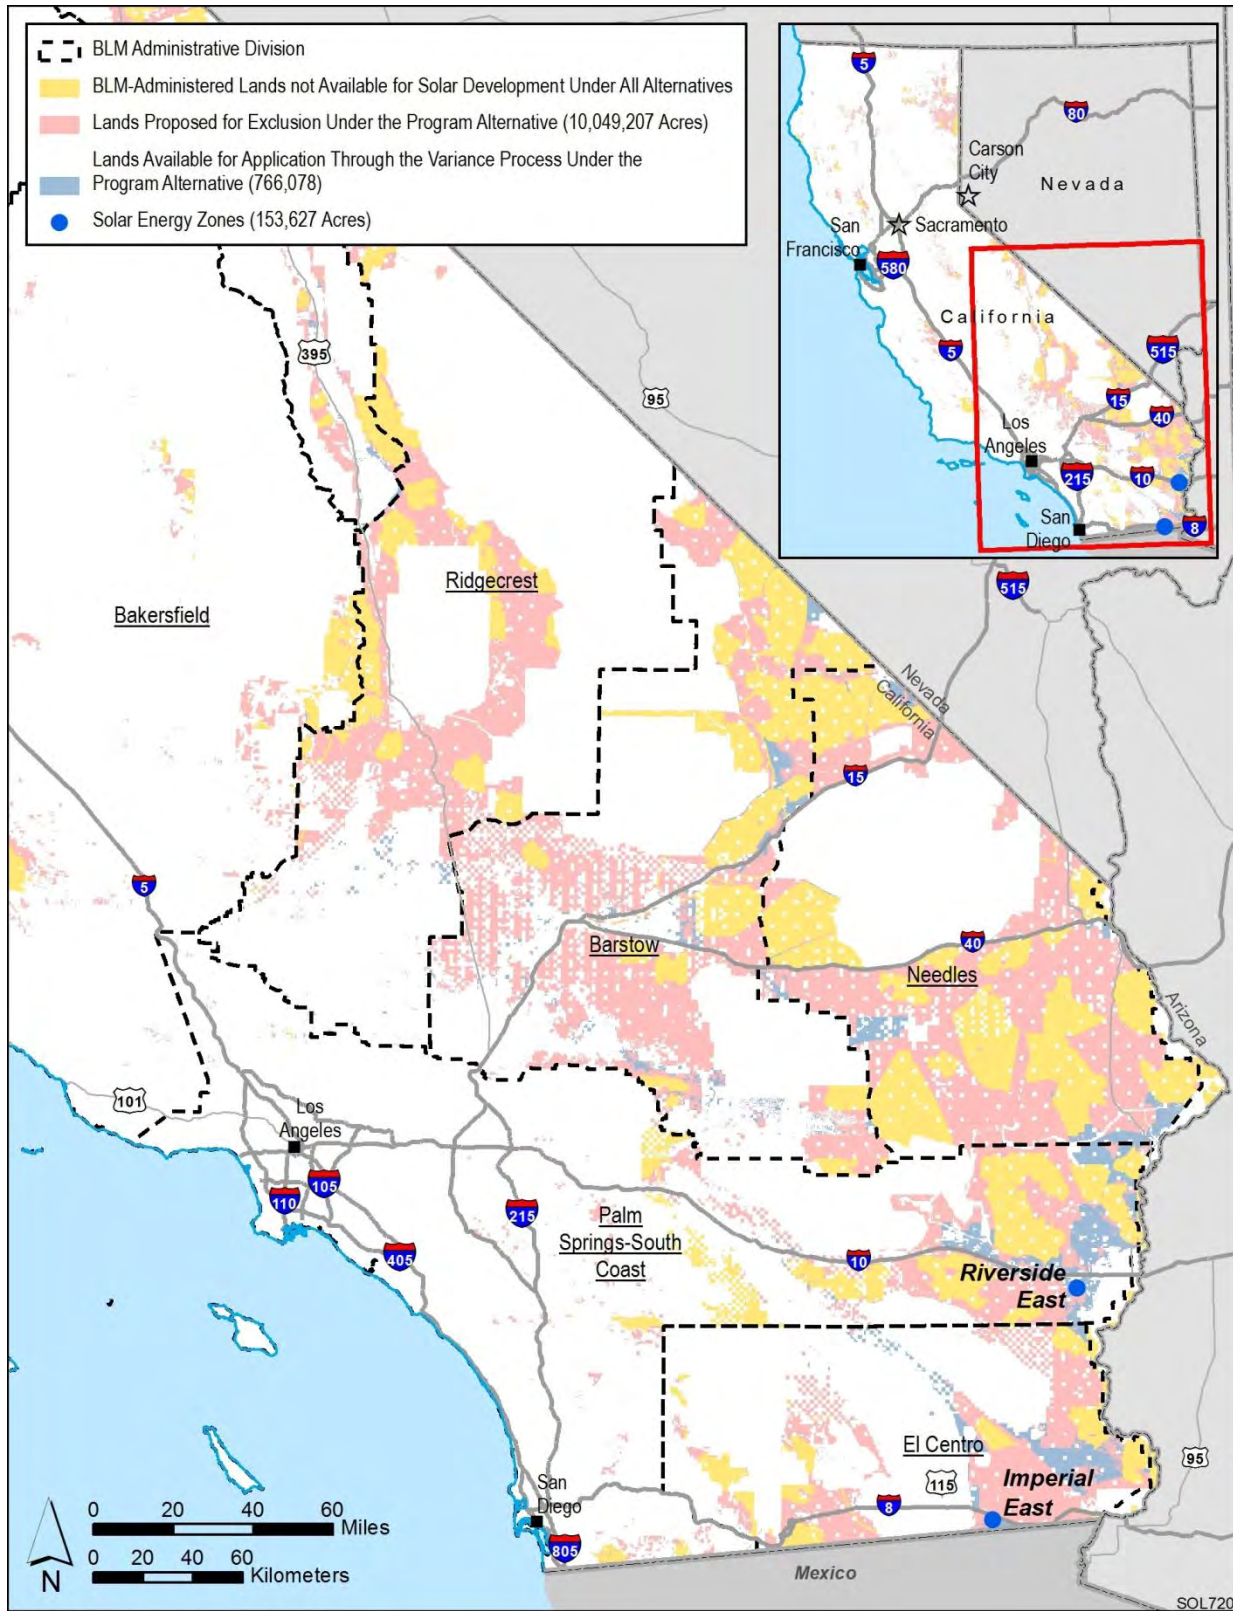 BLM Administrative Division
BLM-Administered Lands not Available for Solar Development Under All Alternatives
Lands Proposed for Exclusion Under the Program Alternative (10,049,207 Acres)
Lands Available for Application Through the Variance Process Under the
Program Alternative (766,078)
Solar Energy Zones (153,627 Acres)
5
80
Carson
City
Nevada
Sacramento
San
Francisco
580
California
5
515
15
40
Los
Angeles
215
10
San
Diego
8
395
95
515
Ridgecrest
Bakersfield
Nevada
California
15
5
Barstow
40
Needles
Arizona
101
Los
Angeles
105
110
215
405
Palm
Springs-South
Coast
10
Riverside
East
El Centro
115
Imperial
East
95
8
San
Diego
805
Mexico
0 20 40 60
Miles
0 20 40 60
Kilometers
N
SOL720